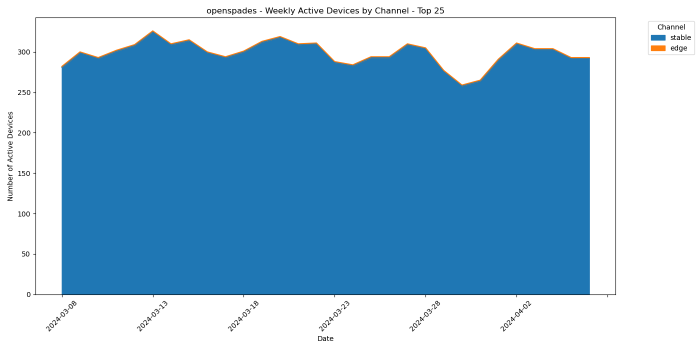 openspades - Weekly Active Devices by Channel - Top 25
Channel
stable
edge
Number of Active Devices
300
250
200
150
100
50
0
2024-03-08
2024-03-13
2024-03-18
2024-03-23
2024-03-28
2024-04-02
Date